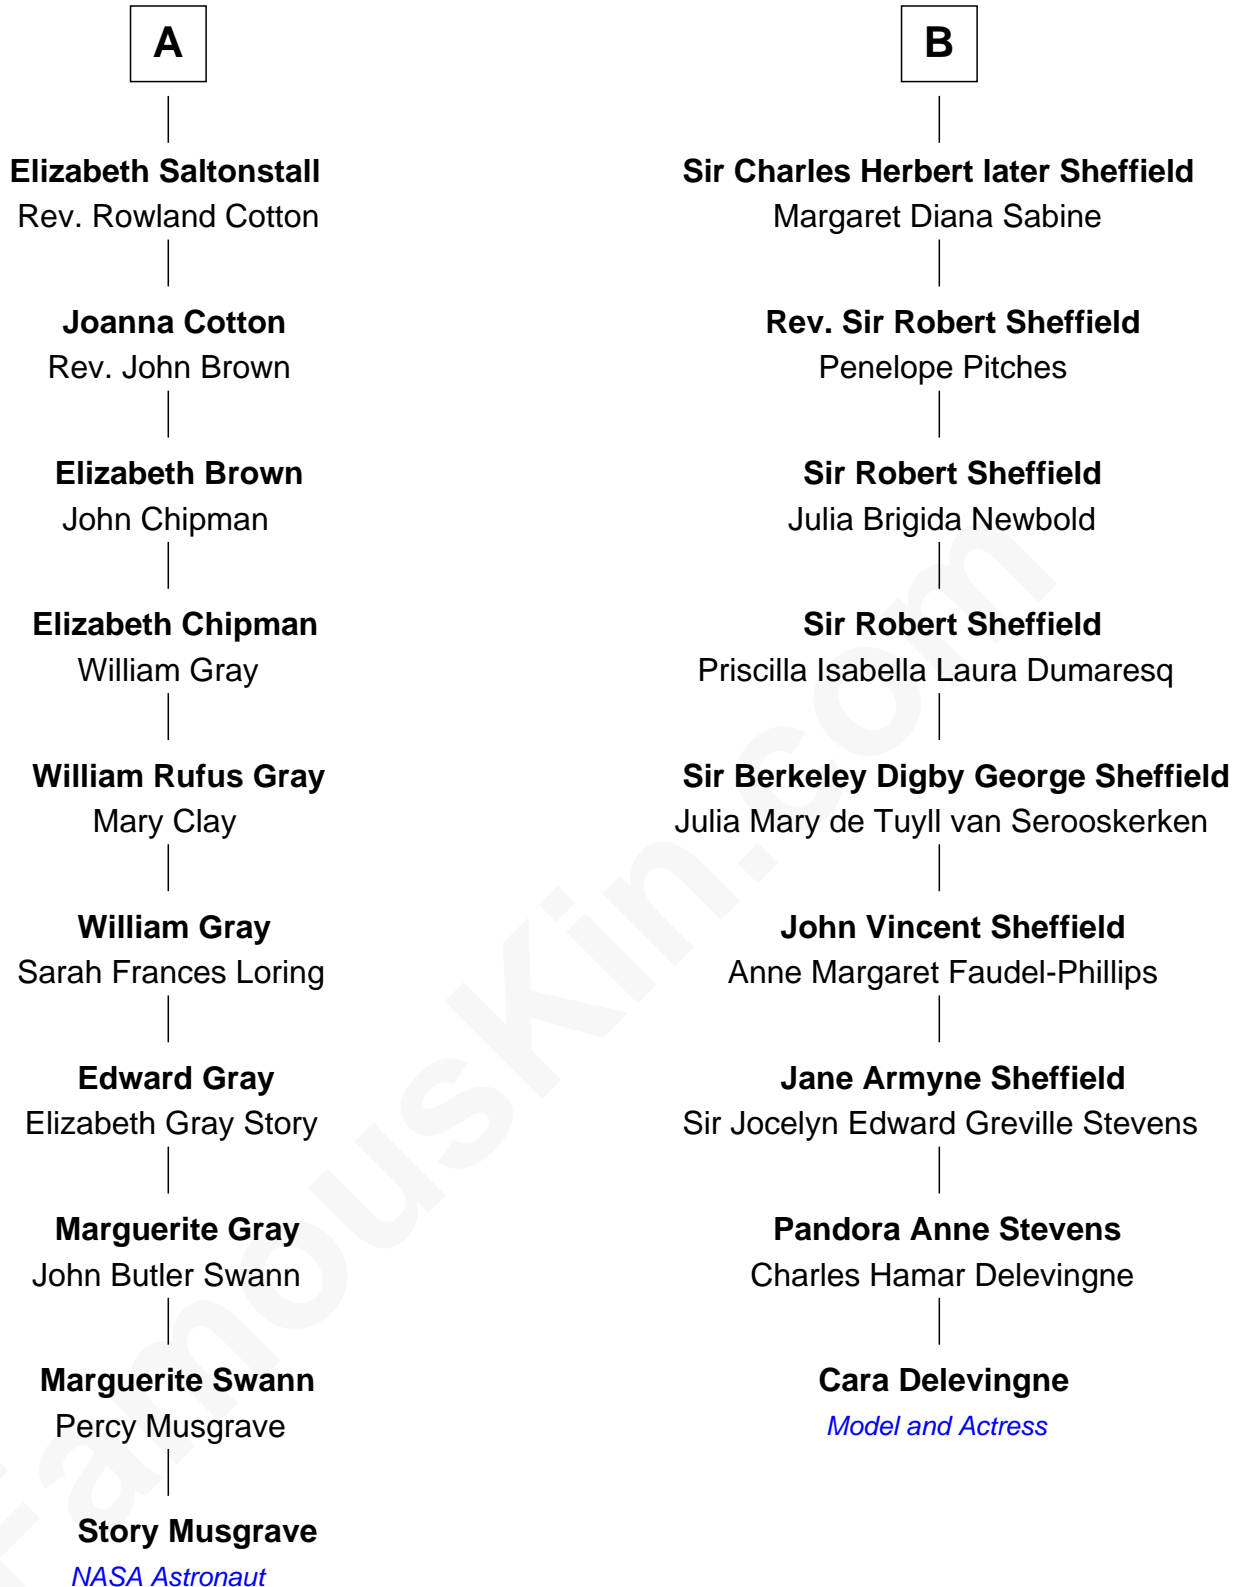 A
Elizabeth Saltonstall
Rev. Rowland Cotton
Joanna Cotton
Rev. John Brown
Elizabeth Brown
John Chipman
Elizabeth Chipman
William Gray
William Rufus Gray
Mary Clay
William Gray
Sarah Frances Loring
Edward Gray
Elizabeth Gray Story
Marguerite Gray
John Butler Swann
Marguerite Swann
Percy Musgrave
Story Musgrave
NASA Astronaut
B
Sir Charles Herbert later Sheffield
Margaret Diana Sabine
Rev. Sir Robert Sheffield
Penelope Pitches
Sir Robert Sheffield
Julia Brigida Newbold
Sir Robert Sheffield
Priscilla Isabella Laura Dumaresq
Sir Berkeley Digby George Sheffield
Julia Mary de Tuyll van Serooskerken
John Vincent Sheffield
Anne Margaret Faudel-Phillips
Jane Armyne Sheffield
Sir Jocelyn Edward Greville Stevens
Pandora Anne Stevens
Charles Hamar Delevingne
Cara Delevingne
Model and Actress
FamousKin.com